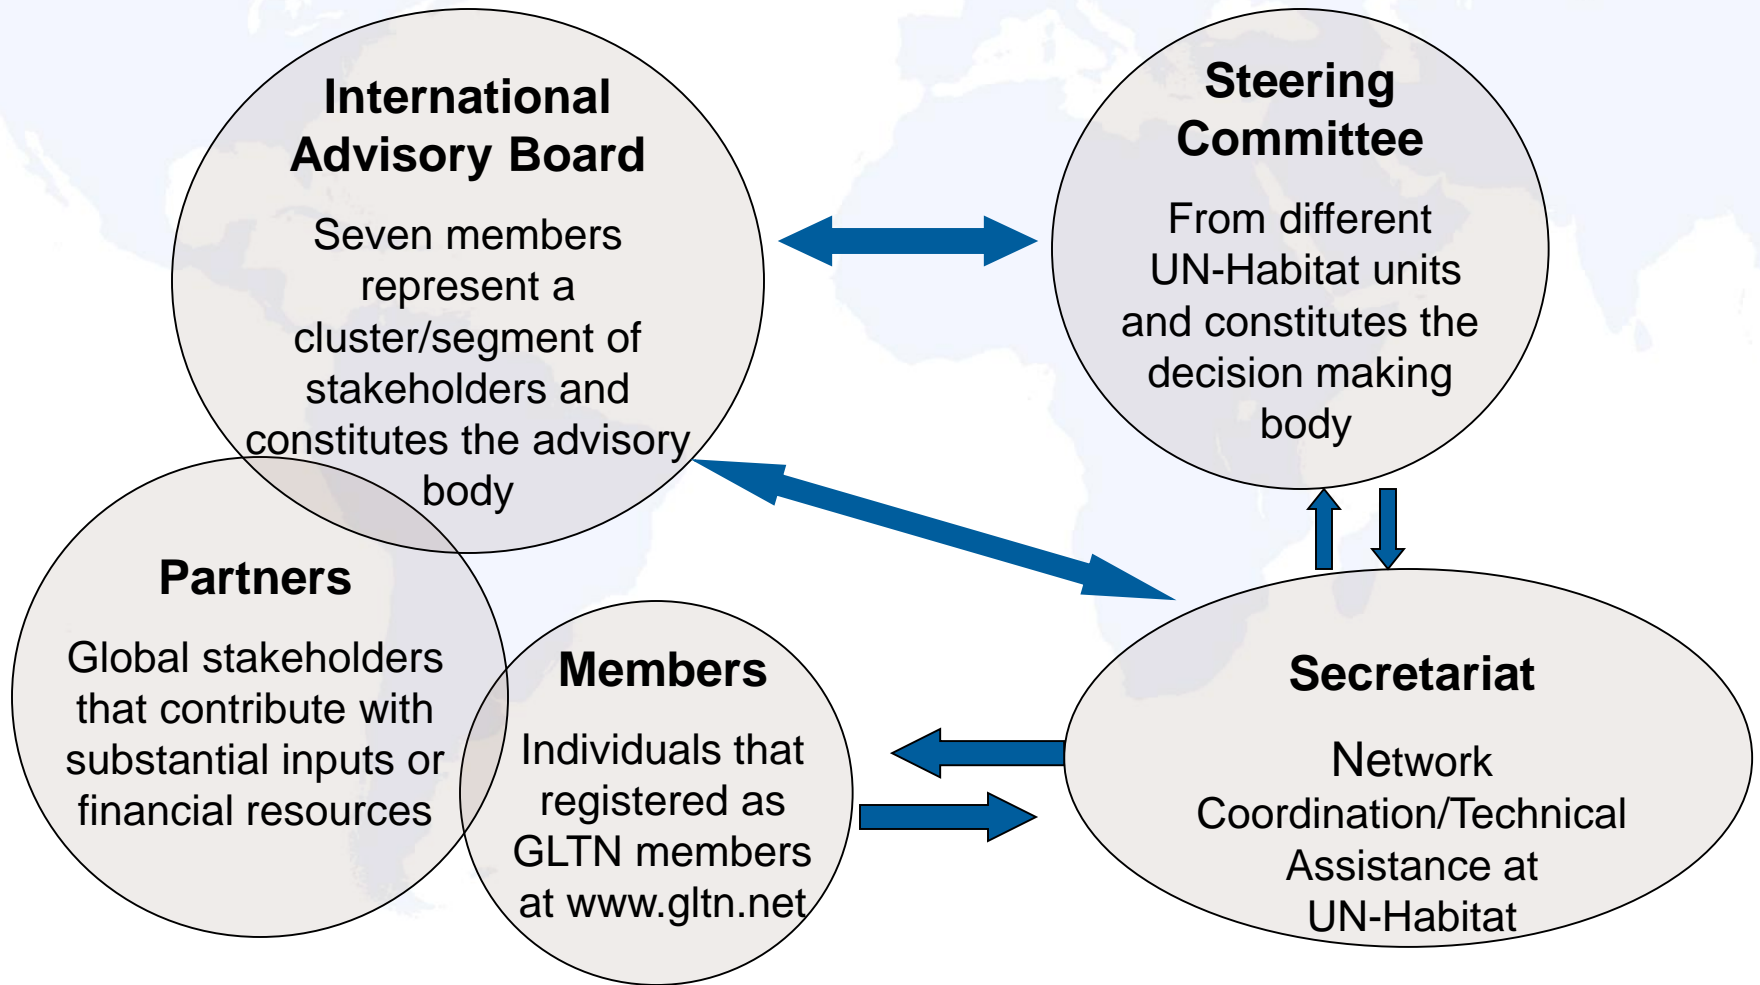 International
Advisory Board
Seven members
represent a
cluster/segment of
stakeholders and
constitutes the advisory
body
Steering
Committee
From different
UN-Habitat units
and constitutes the
decision making
body
Partners
Global stakeholders
that contribute with
substantial inputs or
financial resources
Members
Individuals that
registered as
GLTN members
at www.gltn.net
Secretariat
Network
Coordination/Technical
Assistance at
UN-Habitat